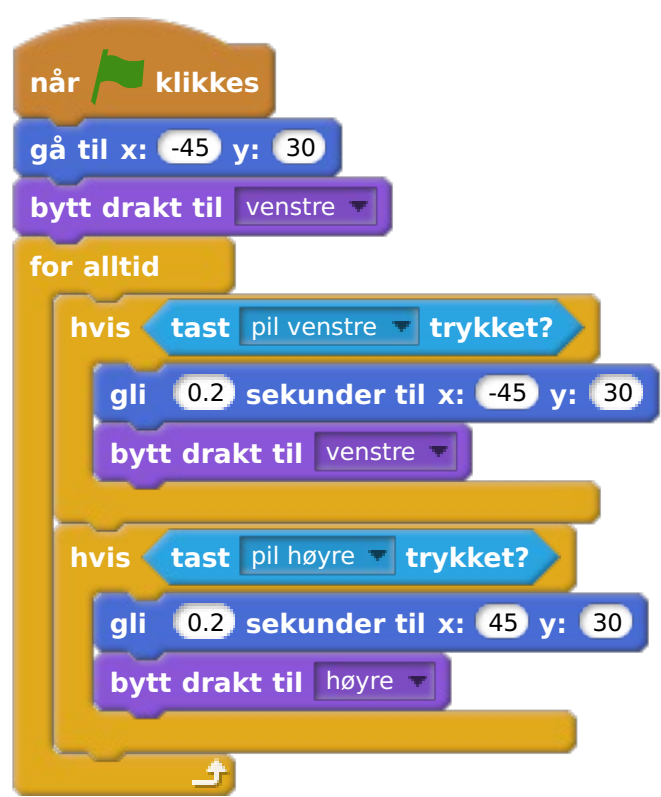 når klikkes
gå til x: -45 y: 30
bytt drakt til venstre
for alltid
hvis tast pil venstre trykket?
gli 0.2 sekunder til x: -45 y: 30
bytt drakt til venstre
hvis tast pil høyre trykket?
gli 0.2 sekunder til x: 45 y: 30
bytt drakt til høyre